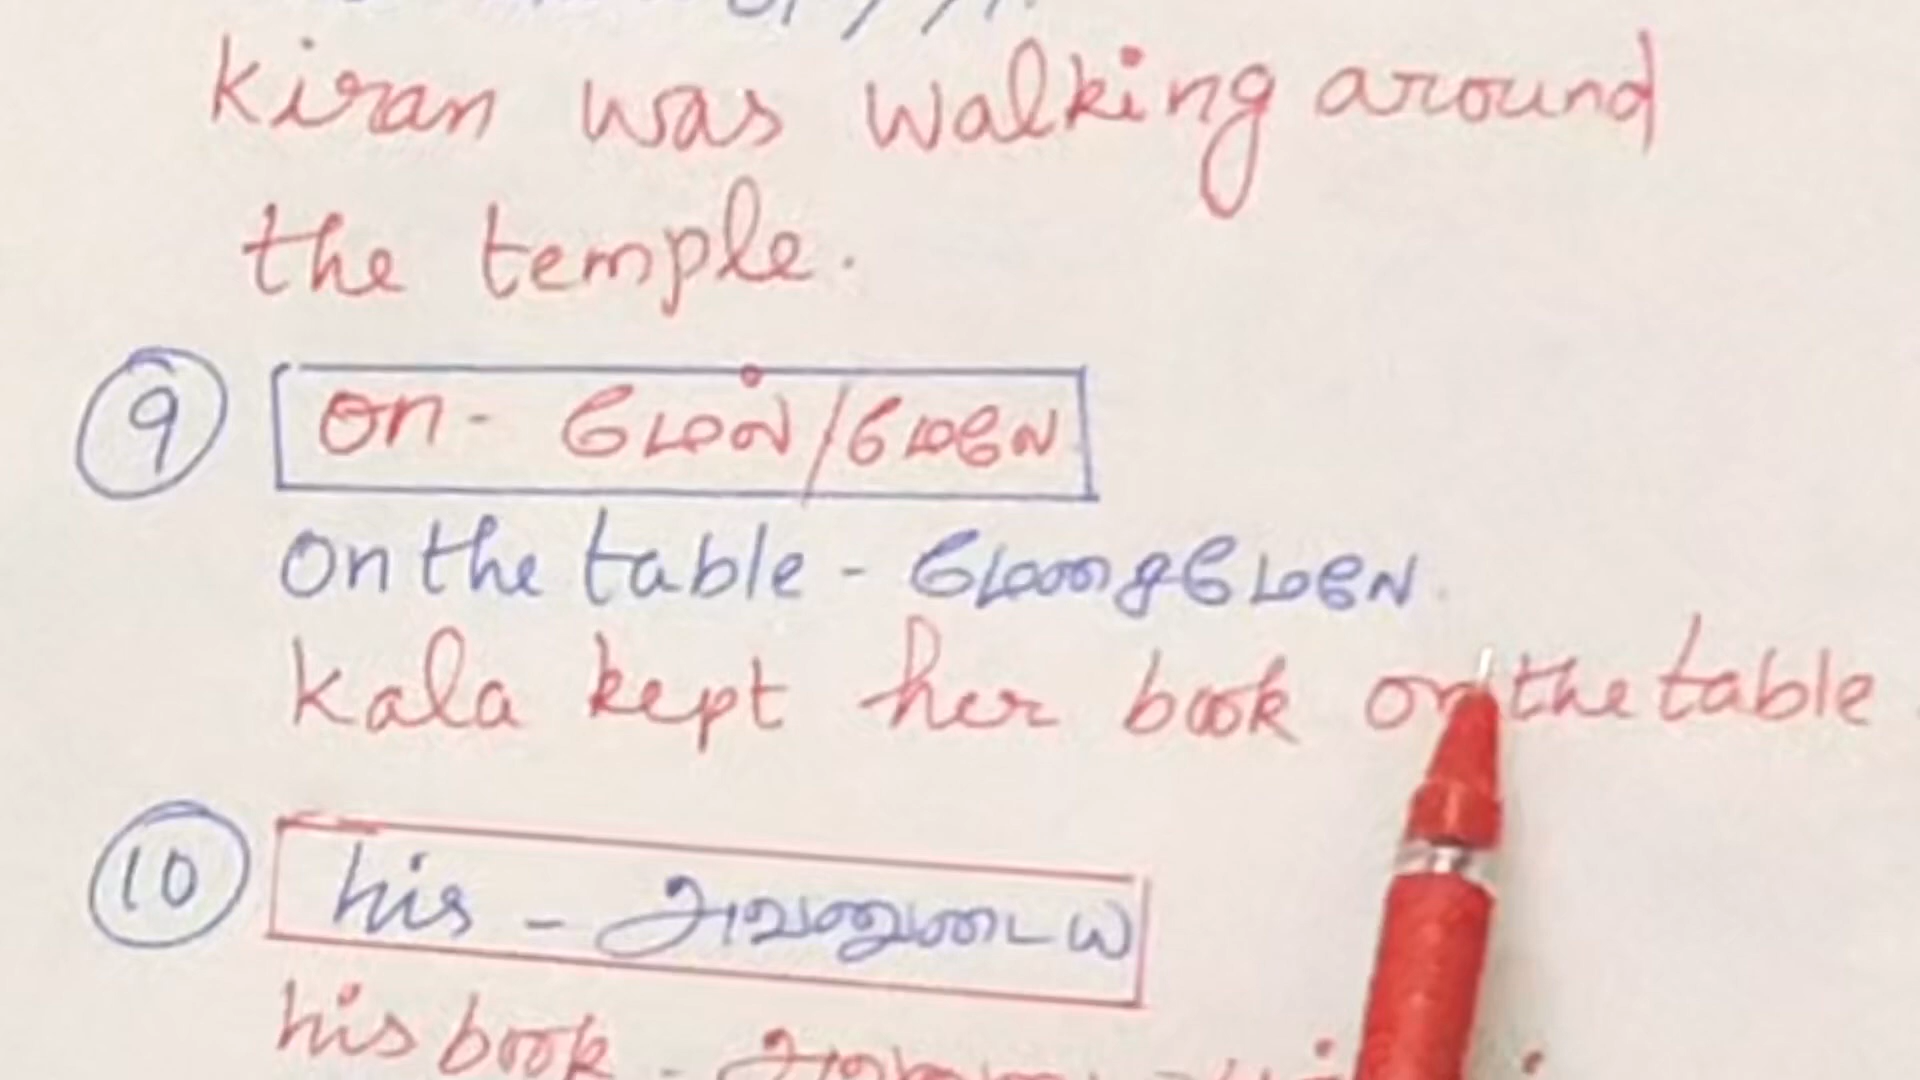 kiran was walking around
the temple.
9 on - மேல்/மேலே
on the table - மேசைமேலே.
kala kept her book on the table.
10 his - அவனுடைய
his book -